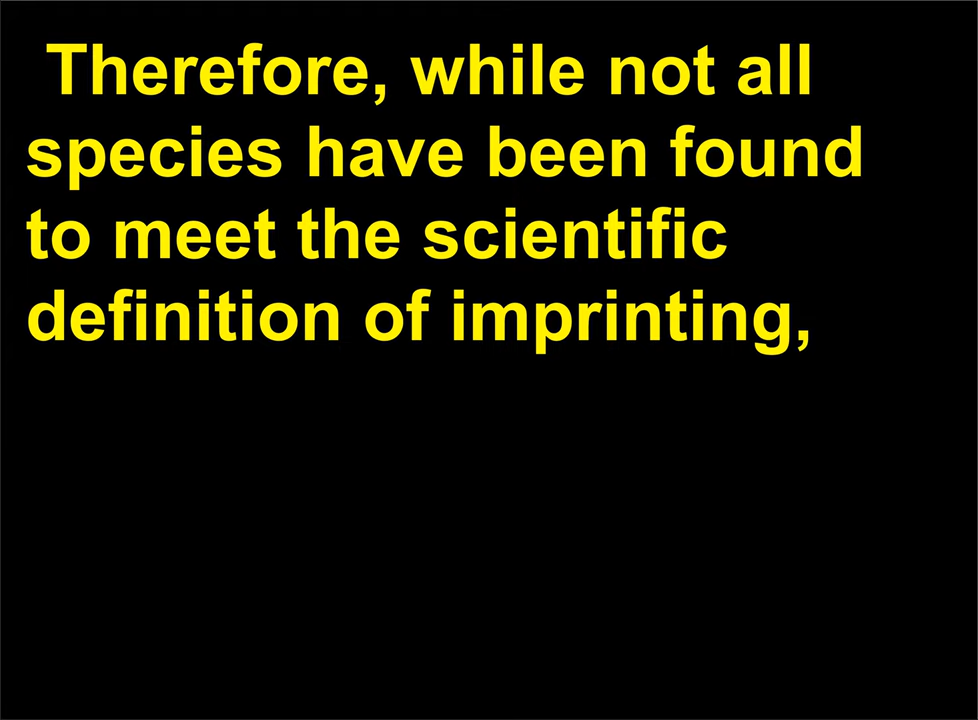 Therefore, while not all
species have been found
to meet the scientific
definition of imprinting,